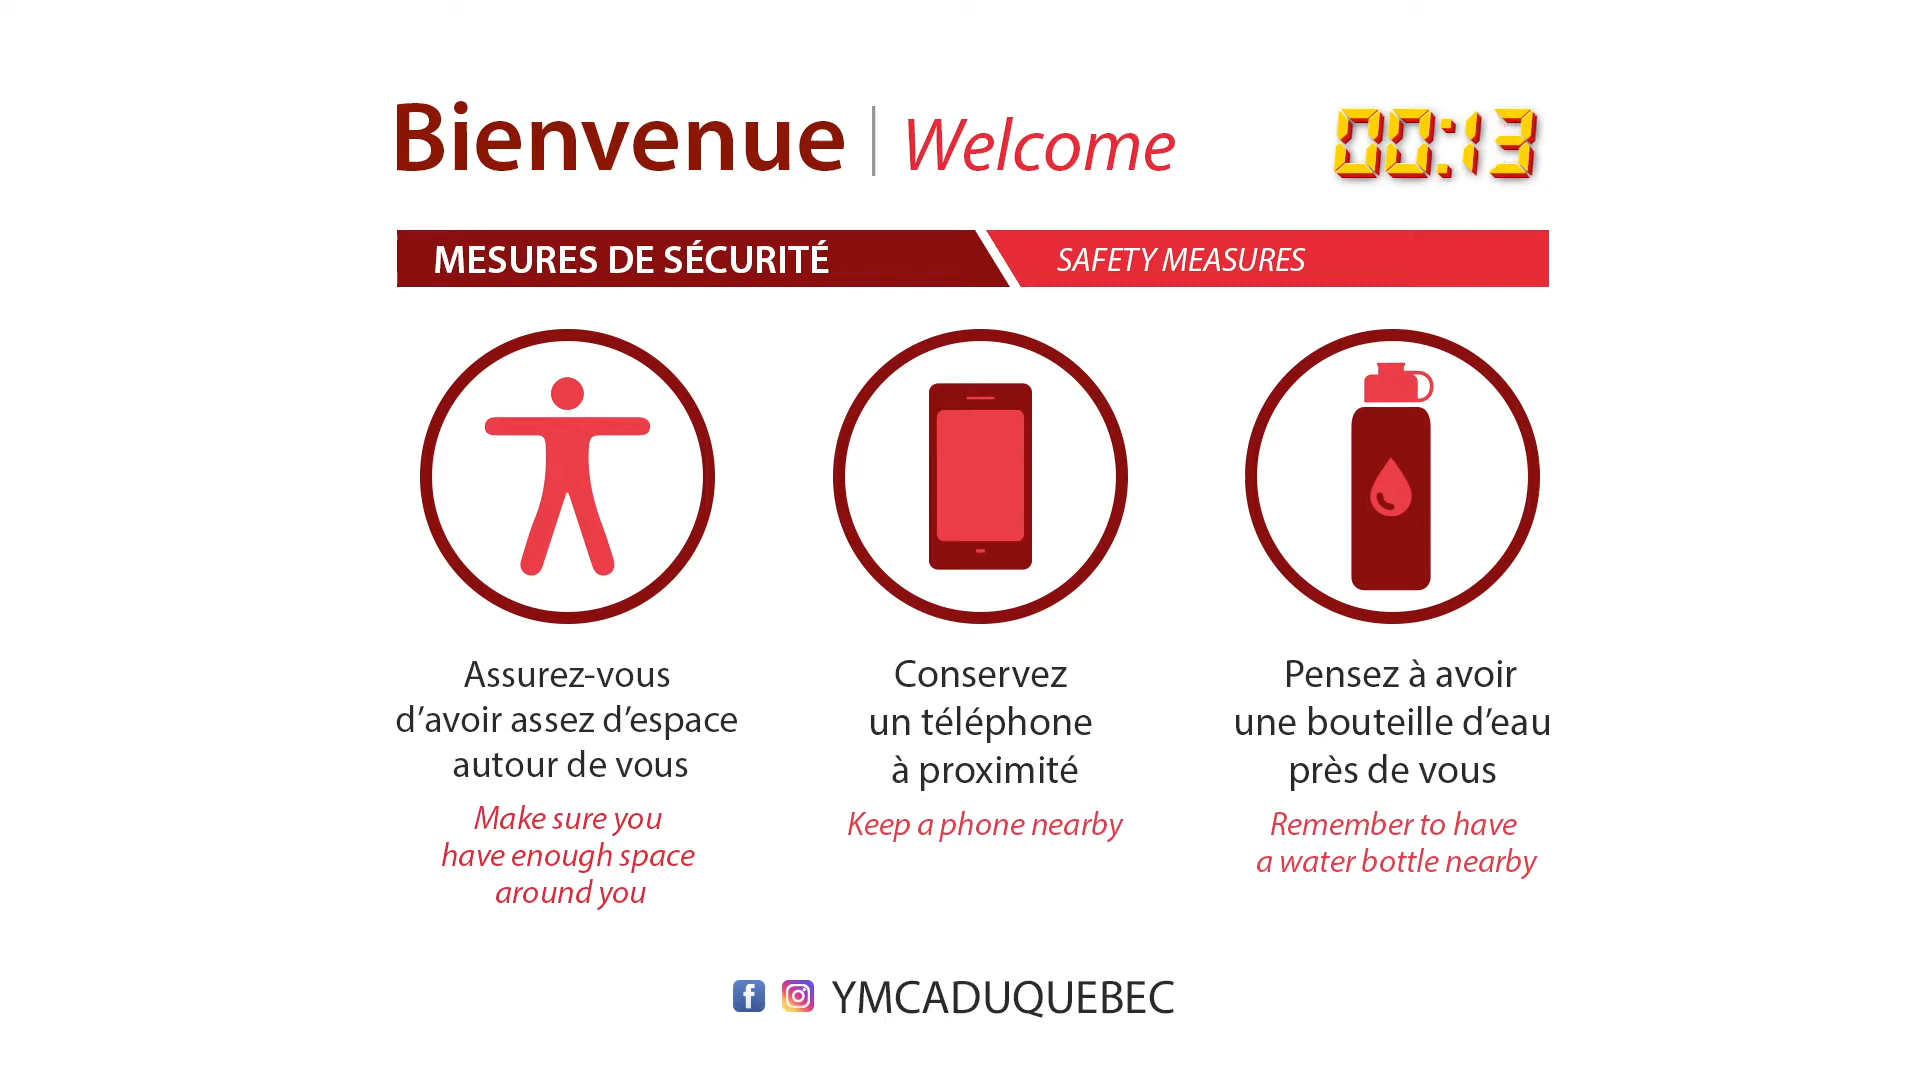 Bienvenue | Welcome
00:13
MESURES DE SÉCURITÉ
SAFETY MEASURES
Assurez-vous
d’avoir assez d’espace
autour de vous
Make sure you
have enough space
around you
Conservez
un téléphone
à proximité
Keep a phone nearby
Pensez à avoir
une bouteille d’eau
près de vous
Remember to have
a water bottle nearby
YMCADUQUEBEC